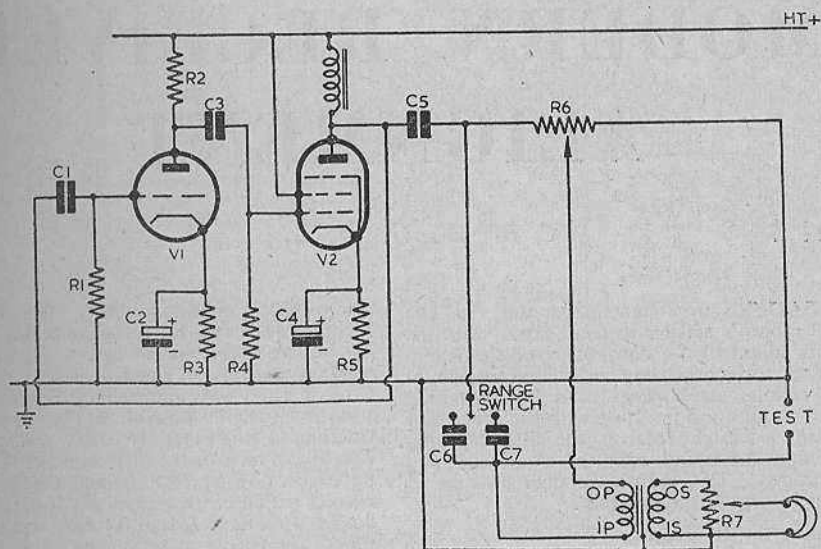 HT+
R2
C3
C5
R6
C1
V1
V2
R1
C2
+
−
R3
R4
C4
+
−
R5
RANGE
SWITCH
TEST
C6
C7
OP
OS
IP
IS
R7